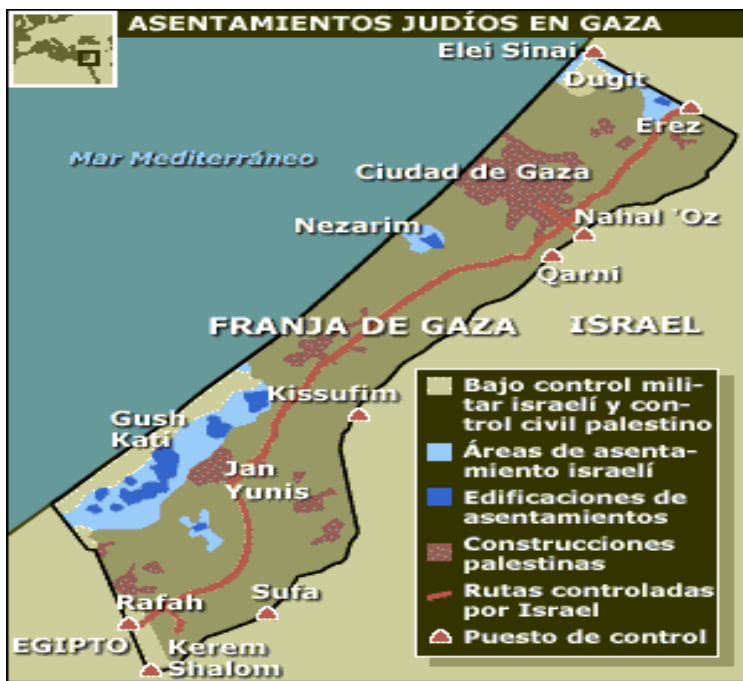 ASENTAMIENTOS JUDÍOS EN GAZA
Elei Sinai
Dugit
Erez
Mar Mediterráneo
Ciudad de Gaza
Nezarim
Nahal 'Oz
Qarni
FRANJA DE GAZA
ISRAEL
Kissufim
Gush
Kati
Jan
Yunis
Rafah
Sufa
EGIPTO
Kerem
Shalom
Bajo control mili-
tar israelí y con-
trol civil palestino
Áreas de asenta-
miento israelí
Edificaciones de
asentamientos
Construcciones
palestinas
Rutas controladas
por Israel
Puesto de control